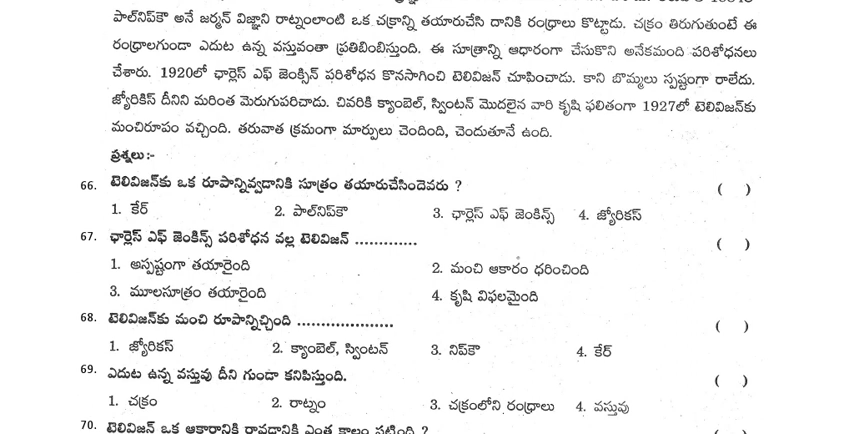 పాల్‌నిప్‌కౌ అనే జర్మన్ విజ్ఞాని రాట్నంలాంటి ఒక చక్రాన్ని తయారుచేసి దానికి రంధ్రాలు కొట్టాడు. చక్రం తిరుగుతుంటే ఈ
రంధ్రాలగుండా ఎదుట ఉన్న వస్తువంతా ప్రతిబింబిస్తుంది. ఈ సూత్రాన్ని ఆధారంగా చేసుకొని అనేకమంది పరిశోధనలు
చేశారు. 1920లో ఛార్లెస్ ఎఫ్ జెంక్సిన్ పరిశోధన కొనసాగించి టెలివిజన్ చూపించాడు. కాని బొమ్మలు స్పష్టంగా రాలేదు.
జ్యోరికిస్ దీనిని మరింత మెరుగుపరిచాడు. చివరికి క్యాంబెల్, స్వింటన్ మొదలైన వారి కృషి ఫలితంగా 1927లో టెలివిజన్‌కు
మంచిరూపం వచ్చింది. తరువాత క్రమంగా మార్పులు చెందింది, చెందుతూనే ఉంది.
ప్రశ్నలు :-
66. టెలివిజన్‌కు ఒక రూపాన్నివ్వడానికి సూత్రం తయారుచేసిందెవరు ? ( )
1. కేర్ 2. పాల్‌నిప్‌కౌ 3. ఛార్లెస్ ఎఫ్ జెంకిన్స్ 4. జ్యోరికస్
67. ఛార్లెస్ ఎఫ్ జెంకిన్స్ పరిశోధన వల్ల టెలివిజన్ ............. ( )
1. అస్పష్టంగా తయారైంది 2. మంచి ఆకారం ధరించింది
3. మూలసూత్రం తయారైంది 4. కృషి విఫలమైంది
68. టెలివిజన్‌కు మంచి రూపాన్నిచ్చింది .................... ( )
1. జ్యోరికస్ 2. క్యాంబెల్, స్వింటన్ 3. నిప్‌కౌ 4. కేర్
69. ఎదుట ఉన్న వస్తువు దీని గుండా కనిపిస్తుంది. ( )
1. చక్రం 2. రాట్నం 3. చక్రంలోని రంధ్రాలు 4. వస్తువు
70. టెలివిజన్ ఒక ఆకారానికి రావడానికి ఎంత కాలం పట్టింది ?